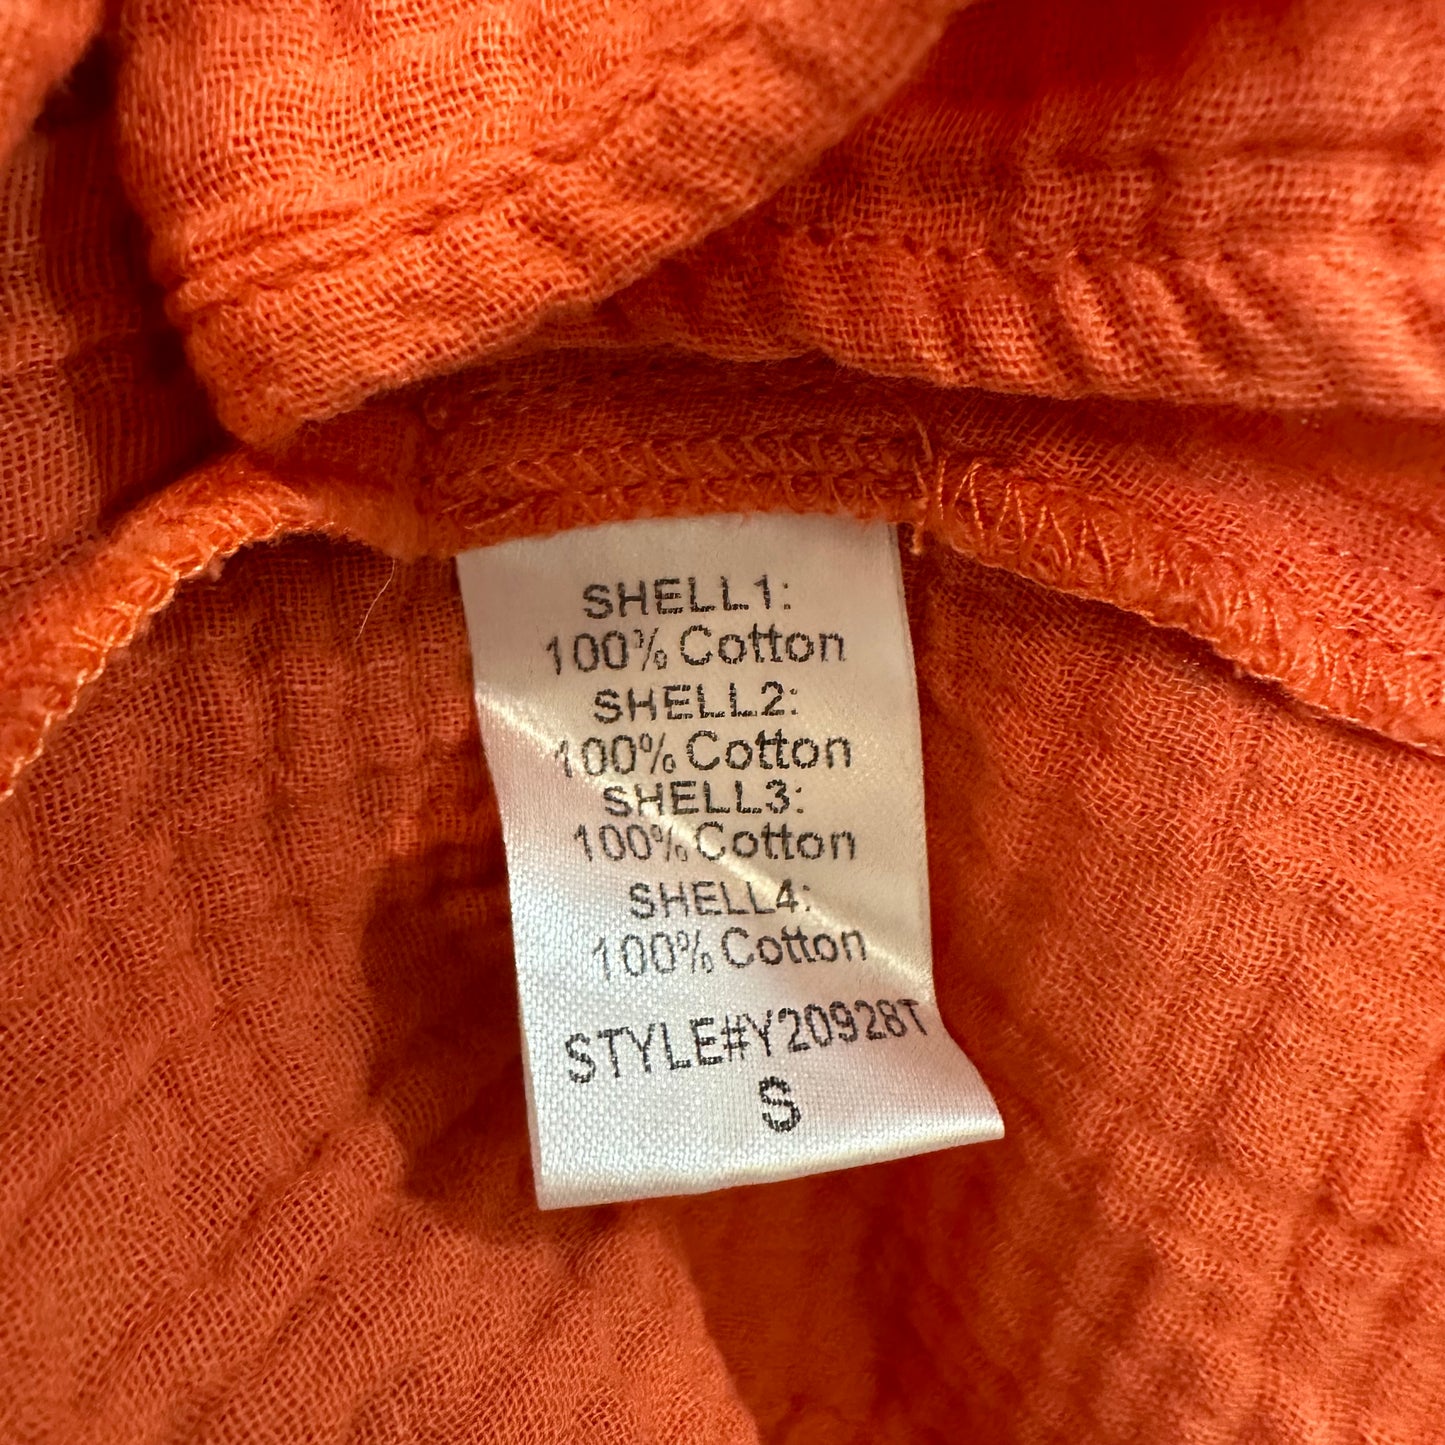 SHELL1:
100% Cotton
SHELL2:
100% Cotton
SHELL3:
100% Cotton
SHELL4:
100% Cotton
STYLE#Y20928T
S